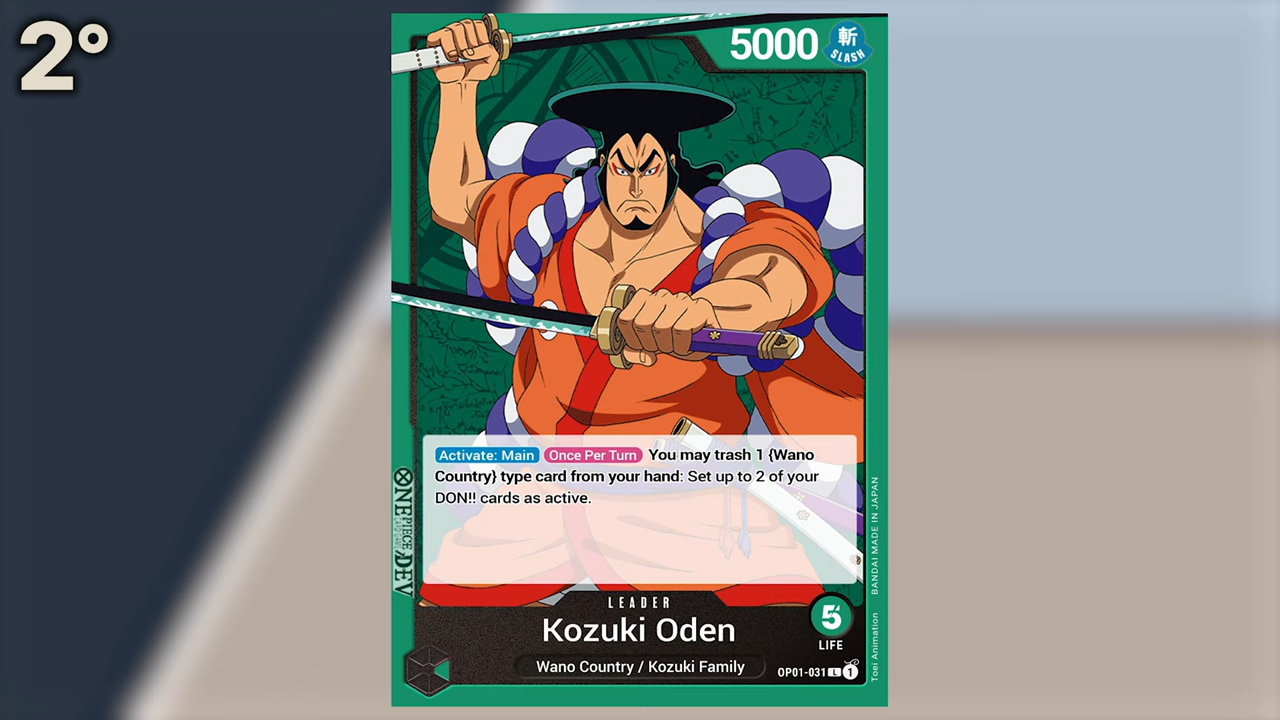 2°
5000
斬
SLASH
Activate: Main Once Per Turn You may trash 1 {Wano
Country} type card from your hand: Set up to 2 of your
DON!! cards as active.
ONE PIECE
DEV
BANDAI MADE IN JAPAN
Toei Animation
LEADER
5
LIFE
Kozuki Oden
Wano Country / Kozuki Family
OP01-031 L 1